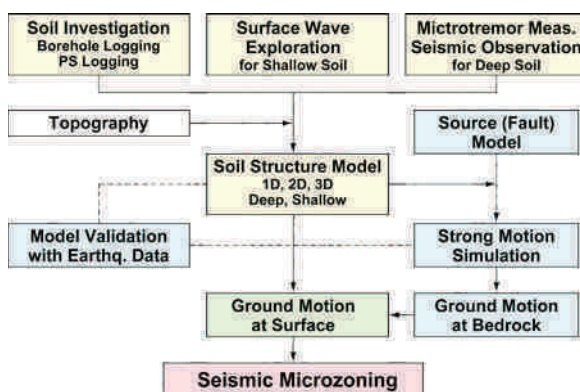 Soil Investigation
Borehole Logging
PS Logging
Surface Wave
Exploration
for Shallow Soil
Mictrotremor Meas.
Seismic Observation
for Deep Soil
Topography
Source (Fault)
Model
Soil Structure Model
1D, 2D, 3D
Deep, Shallow
Model Validation
with Earthq. Data
Strong Motion
Simulation
Ground Motion
at Surface
Ground Motion
at Bedrock
Seismic Microzoning